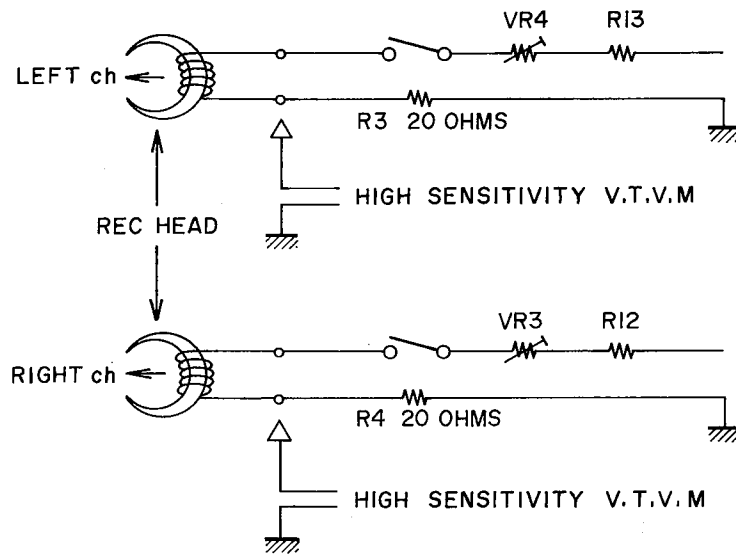 VR4 R13
LEFT ch
R3 20 OHMS
HIGH SENSITIVITY V.T.V.M
REC HEAD
VR3 R12
RIGHT ch
R4 20 OHMS
HIGH SENSITIVITY V.T.V.M